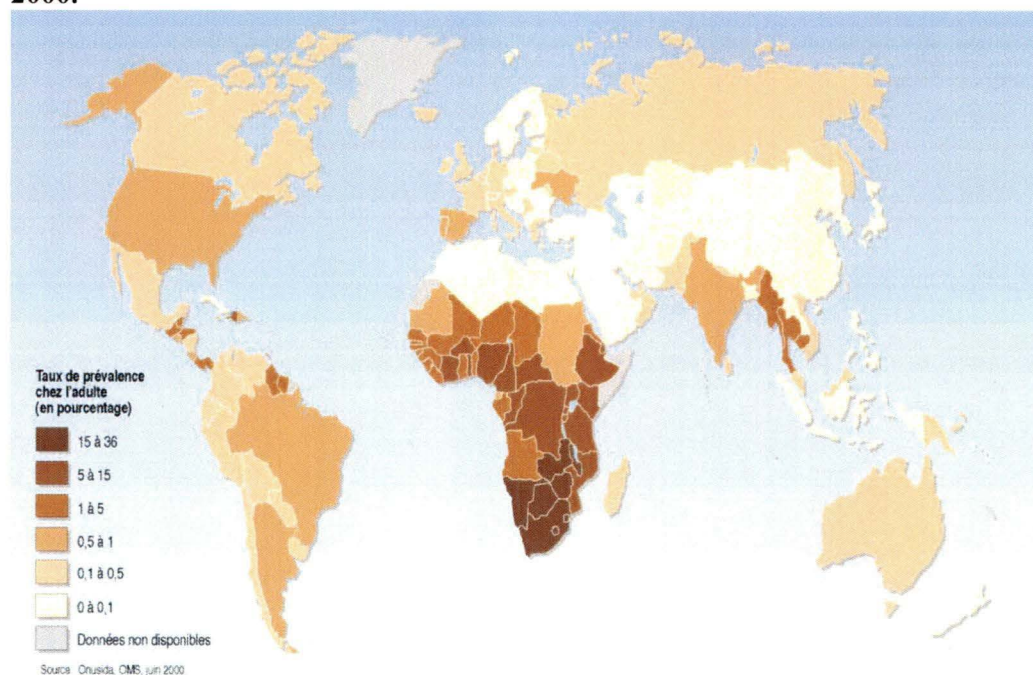 2000.
Taux de prévalence
chez l'adulte
(en pourcentage)
15 à 36
5 à 15
1 à 5
0,5 à 1
0,1 à 0,5
0 à 0,1
Données non disponibles
Source Onusida, OMS, juin 2000.